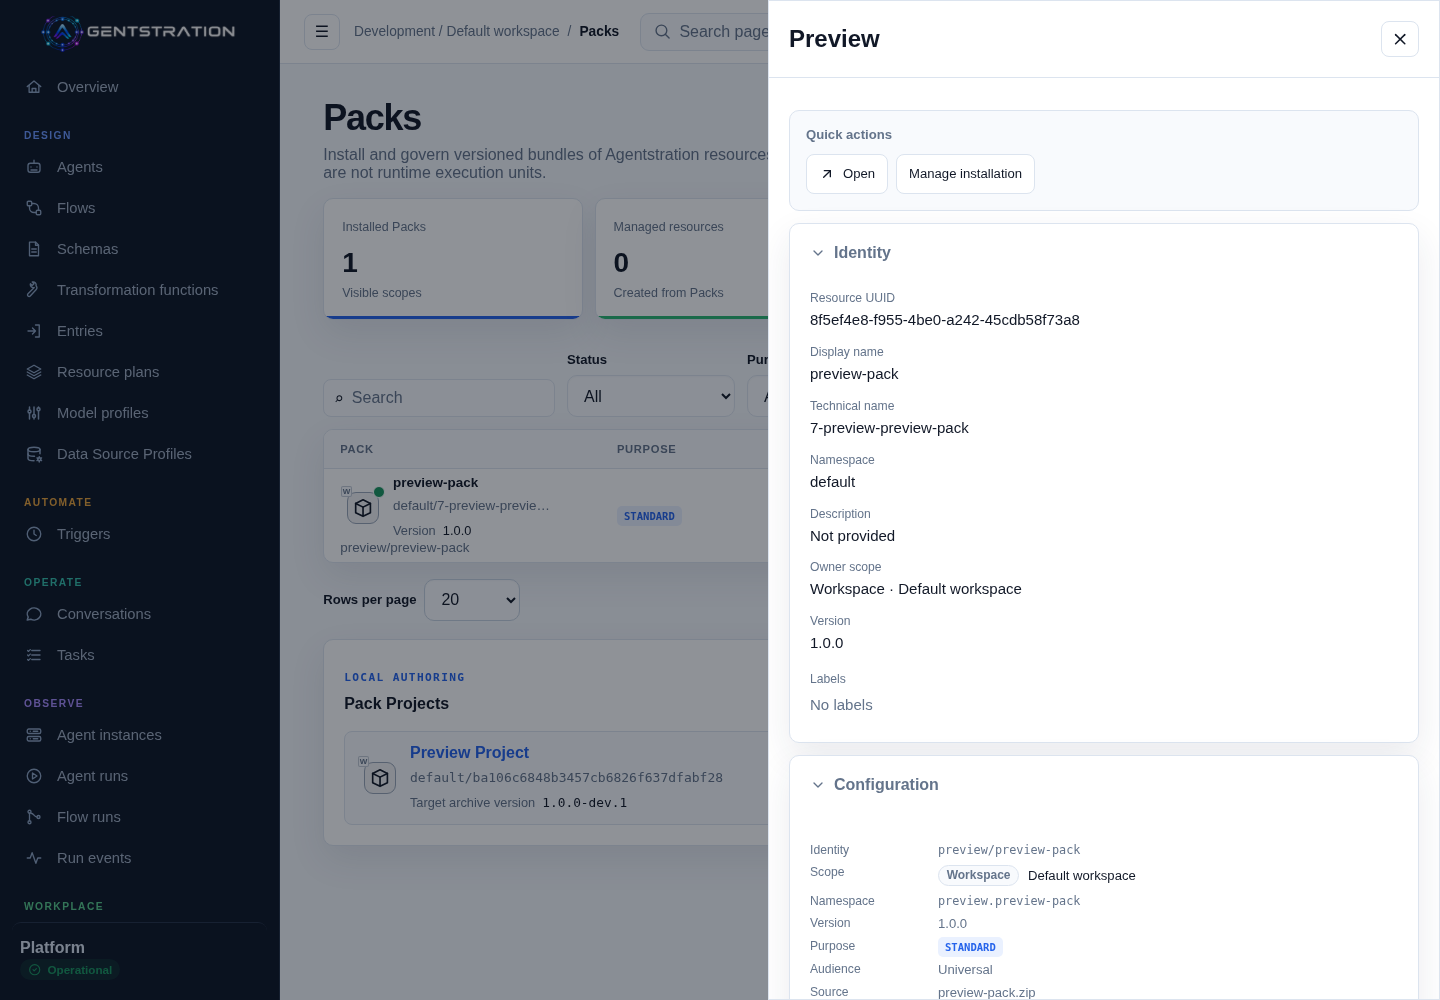 GENTSTRATION
Overview
DESIGN
Agents
Flows
Schemas
Transformation functions
Entries
Resource plans
Model profiles
Data Source Profiles
AUTOMATE
Triggers
OPERATE
Conversations
Tasks
OBSERVE
Agent instances
Agent runs
Flow runs
Run events
WORKPLACE
Platform
Operational
Development / Default workspace / Packs
Search page
Packs
Install and govern versioned bundles of Agentstration resources
are not runtime execution units.
Installed Packs
1
Visible scopes
Managed resources
0
Created from Packs
Search
Status
All
PACK
PURPOSE
W
preview-pack
default/7-preview-previe…
Version 1.0.0
preview/preview-pack
STANDARD
Rows per page 20
LOCAL AUTHORING
Pack Projects
W
Preview Project
default/ba106c6848b3457cb6826f637dfabf28
Target archive version 1.0.0-dev.1
Preview
Quick actions
Open
Manage installation
Identity
Resource UUID
8f5ef4e8-f955-4be0-a242-45cdb58f73a8
Display name
preview-pack
Technical name
7-preview-preview-pack
Namespace
default
Description
Not provided
Owner scope
Workspace · Default workspace
Version
1.0.0
Labels
No labels
Configuration
Identity preview/preview-pack
Scope Workspace Default workspace
Namespace preview.preview-pack
Version 1.0.0
Purpose STANDARD
Audience Universal
Source preview-pack.zip